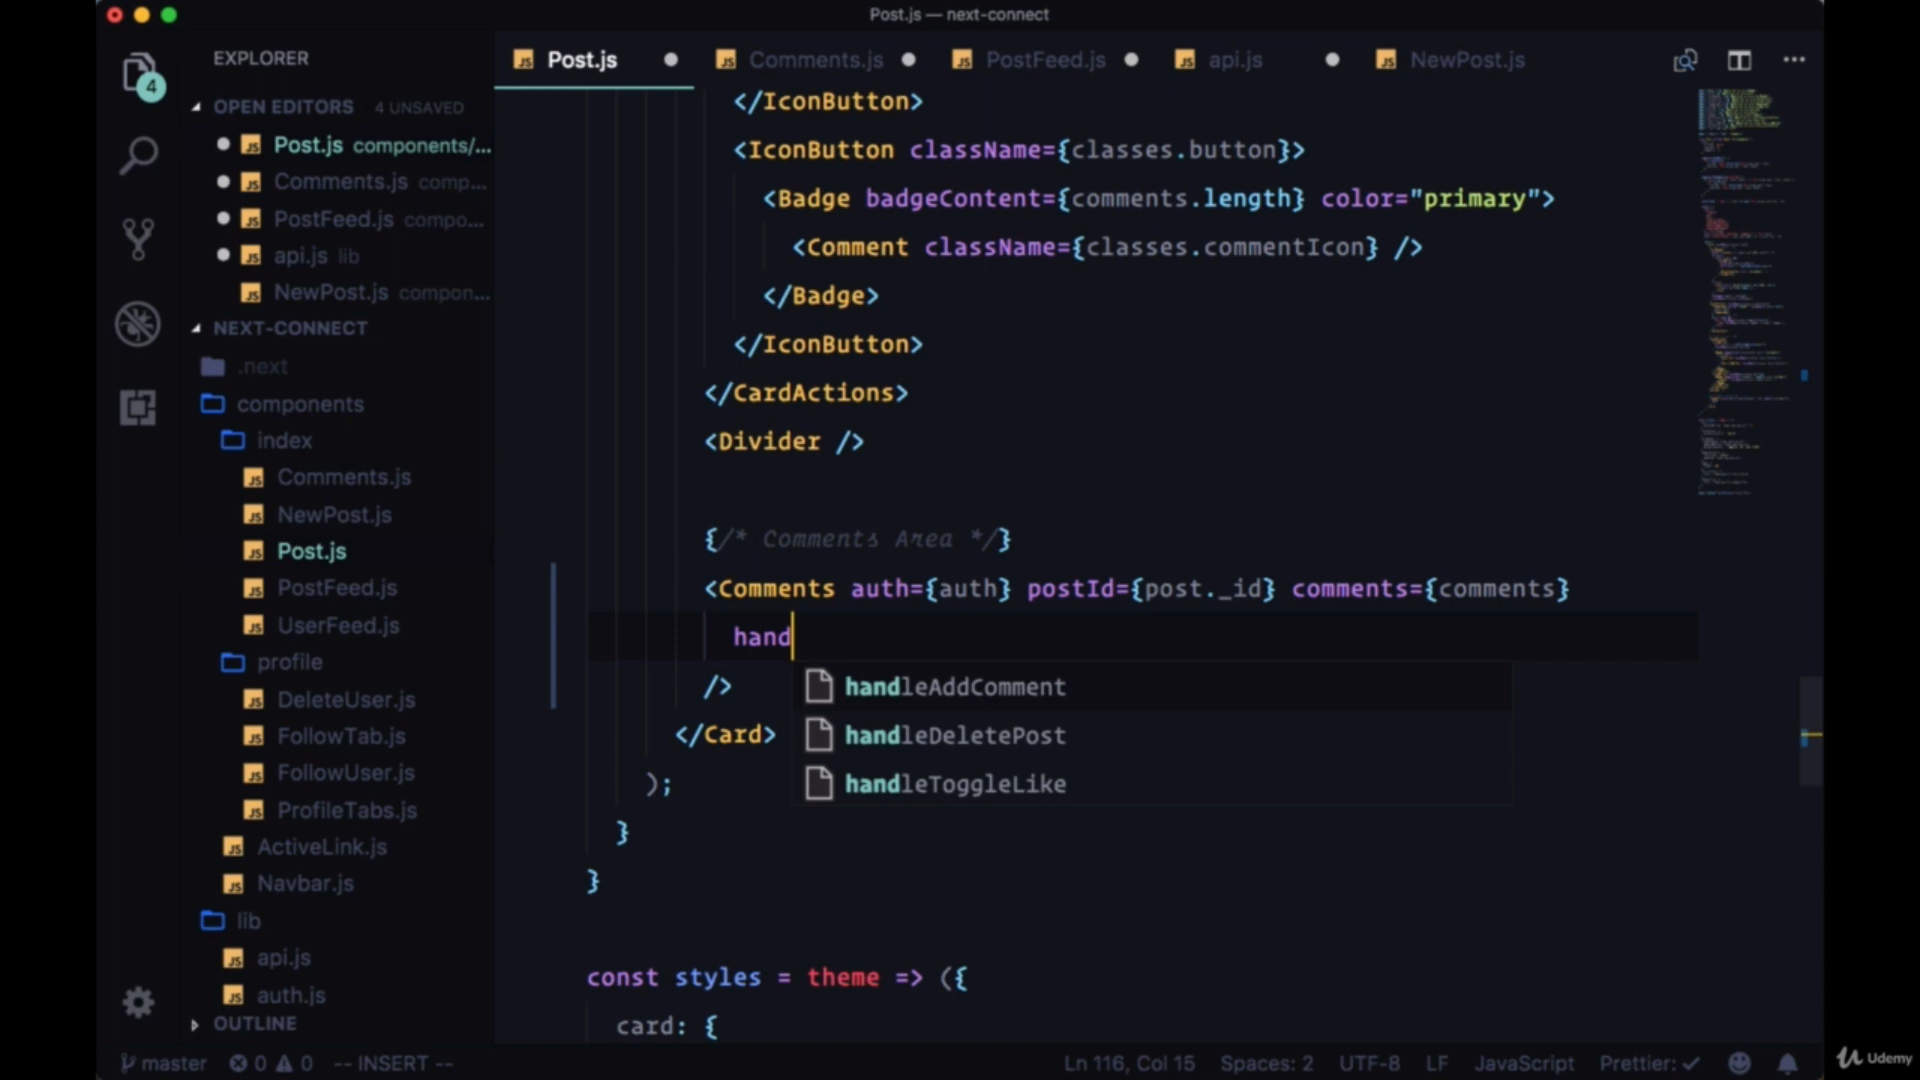 Post.js — next-connect
EXPLORER
OPEN EDITORS 4 UNSAVED
Post.js components/...
Comments.js comp...
PostFeed.js compo...
api.js lib
NewPost.js compon...
NEXT-CONNECT
.next
components
index
Comments.js
NewPost.js
Post.js
PostFeed.js
UserFeed.js
profile
DeleteUser.js
FollowTab.js
FollowUser.js
ProfileTabs.js
ActiveLink.js
Navbar.js
lib
api.js
auth.js
OUTLINE
4
Post.js Comments.js PostFeed.js api.js NewPost.js
</IconButton>
<IconButton className={classes.button}>
<Badge badgeContent={comments.length} color="primary">
<Comment className={classes.commentIcon} />
</Badge>
</IconButton>
</CardActions>
<Divider />
{/* Comments Area */}
<Comments auth={auth} postId={post._id} comments={comments}
hand
handleAddComment
handleDeletePost
handleToggleLike
/>
</Card>
);
}
}
const styles = theme => ({
card: {
master 0 0 -- INSERT -- Ln 116, Col 15 Spaces: 2 UTF-8 LF JavaScript Prettier: ✓
Udemy